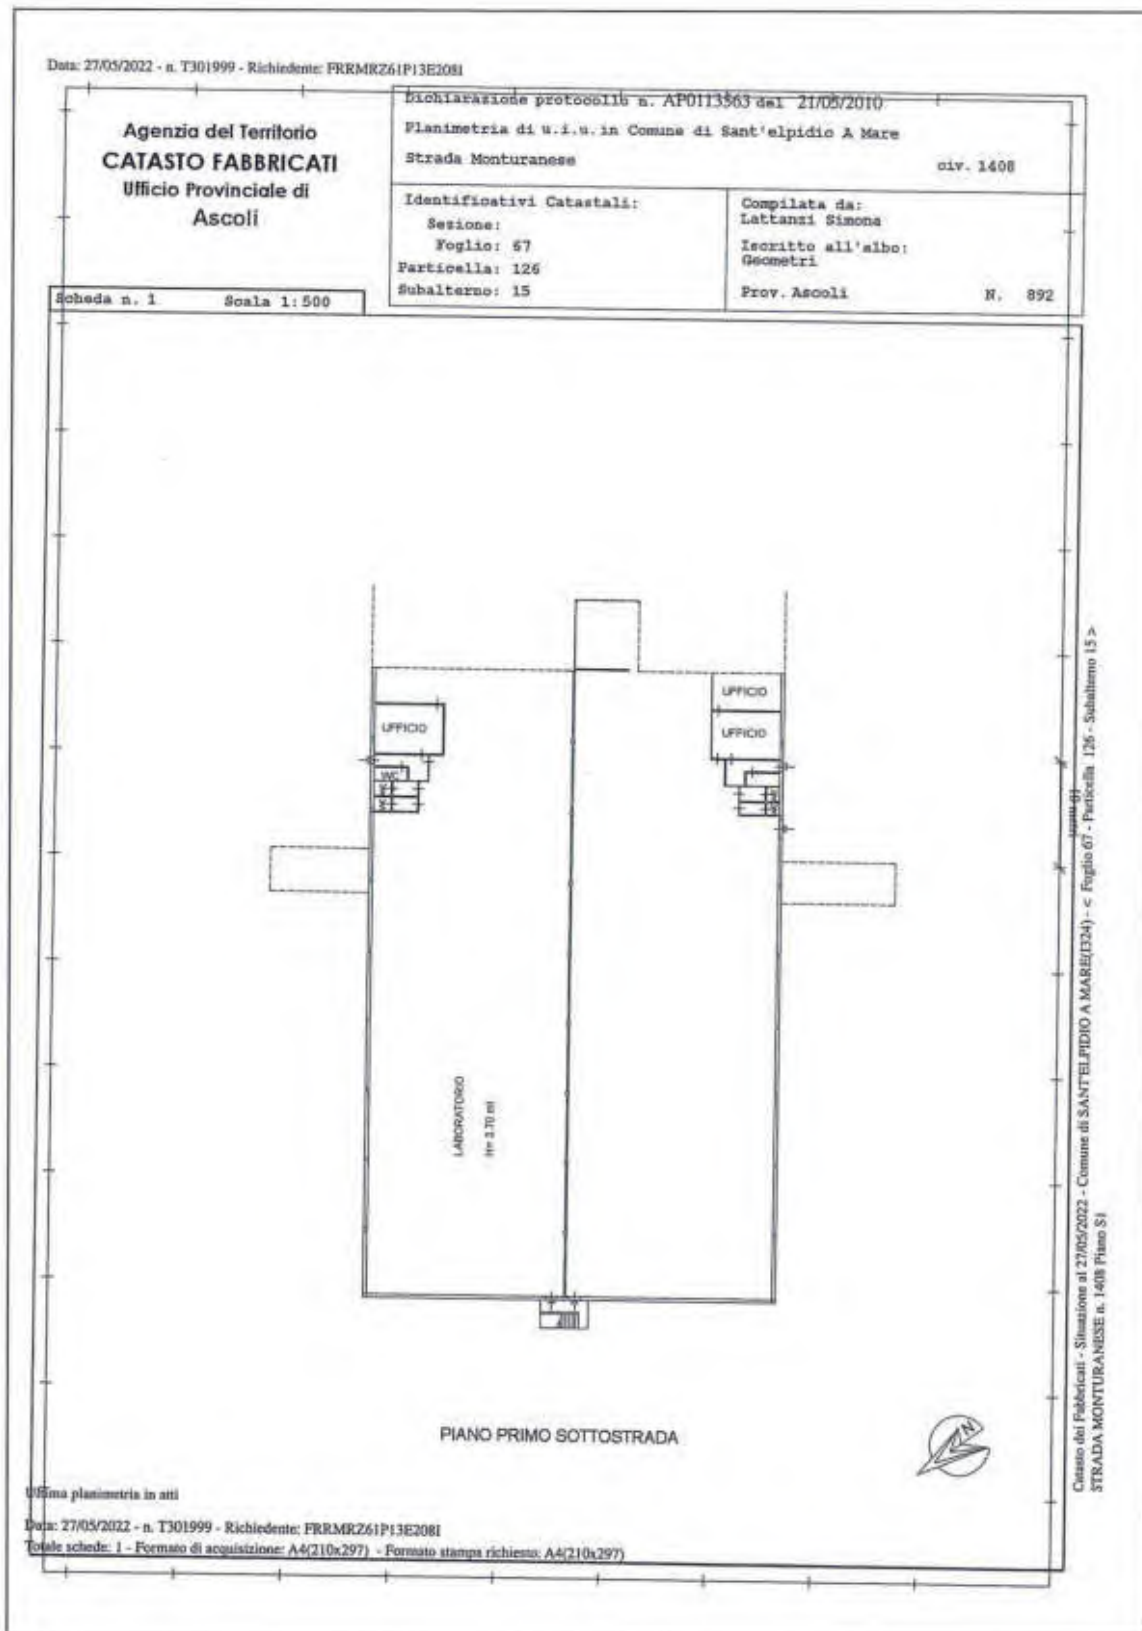 Data: 27/05/2022 - n. T301999 - Richiedente: FRRMRZ61P13E208I
Agenzia del Territorio
CATASTO FABBRICATI
Ufficio Provinciale di
Ascoli
Dichiarazione protocollo n. AP0113563 del 21/05/2010
Planimetria di u.i.u. in Comune di Sant'elpidio A Mare
Strada Monturanese civ. 1408
Identificativi Catastali:
Sezione:
Foglio: 67
Particella: 126
Subalterno: 15
Compilata da:
Lattanzi Simona
Iscritto all'albo:
Geometri
Prov. Ascoli N. 892
Scheda n. 1 Scala 1:500
UFFICIO
UFFICIO
UFFICIO
WC
LABORATORIO
H= 3.70 ml
10 metri
PIANO PRIMO SOTTOSTRADA
N
Catasto dei Fabbricati - Situazione al 27/05/2022 - Comune di SANT'ELPIDIO A MARE(I324) - < Foglio 67 - Particella 126 - Subalterno 15 >
STRADA MONTURANESE n. 1408 Piano S1
Ultima planimetria in atti
Data: 27/05/2022 - n. T301999 - Richiedente: FRRMRZ61P13E208I
Totale schede: 1 - Formato di acquisizione: A4(210x297) - Formato stampa richiesto: A4(210x297)